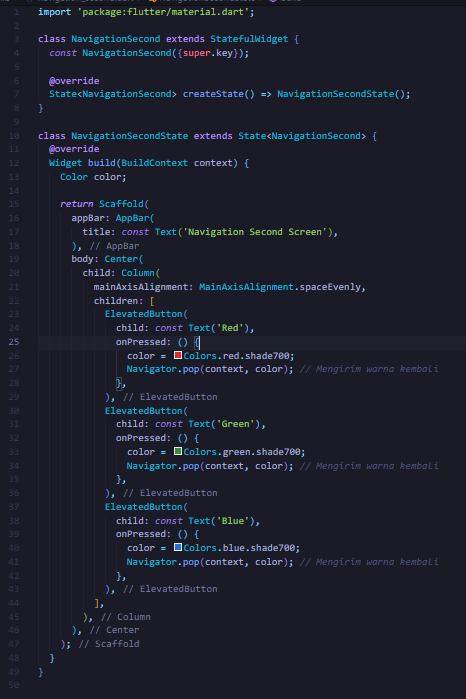 1 import 'package:flutter/material.dart';
2
3 class NavigationSecond extends StatefulWidget {
4 const NavigationSecond({super.key});
5
6 @override
7 State<NavigationSecond> createState() => NavigationSecondState();
8 }
9
10 class NavigationSecondState extends State<NavigationSecond> {
11 @override
12 Widget build(BuildContext context) {
13 Color color;
14
15 return Scaffold(
16 appBar: AppBar(
17 title: const Text('Navigation Second Screen'),
18 ), // AppBar
19 body: Center(
20 child: Column(
21 mainAxisAlignment: MainAxisAlignment.spaceEvenly,
22 children: [
23 ElevatedButton(
24 child: const Text('Red'),
25 onPressed: () {
26 color = Colors.red.shade700;
27 Navigator.pop(context, color); // Mengirim warna kembali
28 },
29 ), // ElevatedButton
30 ElevatedButton(
31 child: const Text('Green'),
32 onPressed: () {
33 color = Colors.green.shade700;
34 Navigator.pop(context, color); // Mengirim warna kembali
35 },
36 ), // ElevatedButton
37 ElevatedButton(
38 child: const Text('Blue'),
39 onPressed: () {
40 color = Colors.blue.shade700;
41 Navigator.pop(context, color); // Mengirim warna kembali
42 },
43 ), // ElevatedButton
44 ],
45 ), // Column
46 ), // Center
47 ); // Scaffold
48 }
49 }
50